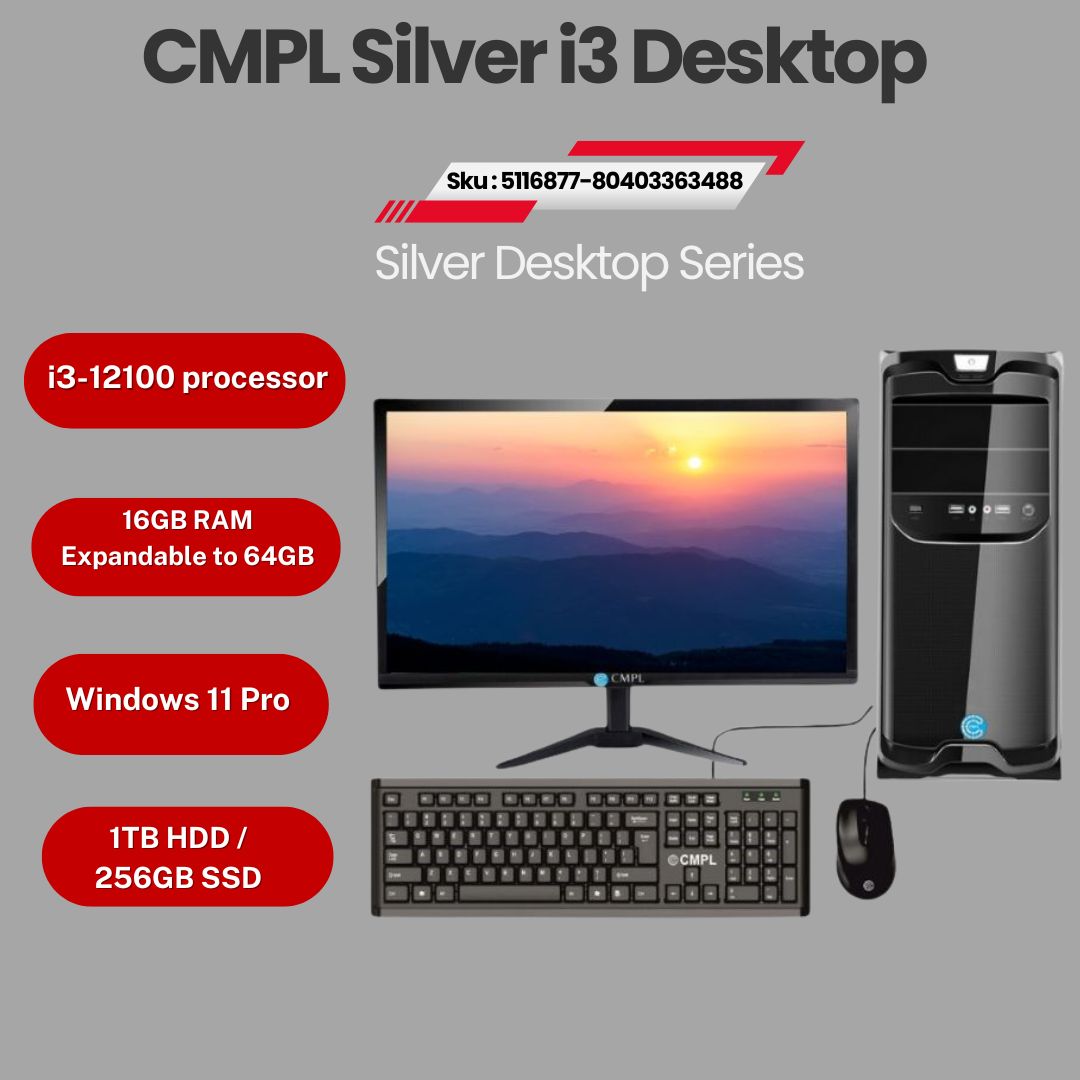 CMPL Silver i3 Desktop
Sku : 5116877-80403363488
Silver Desktop Series
i3-12100 processor
16GB RAM
Expandable to 64GB
Windows 11 Pro
1TB HDD /
256GB SSD
CMPL
CMPL